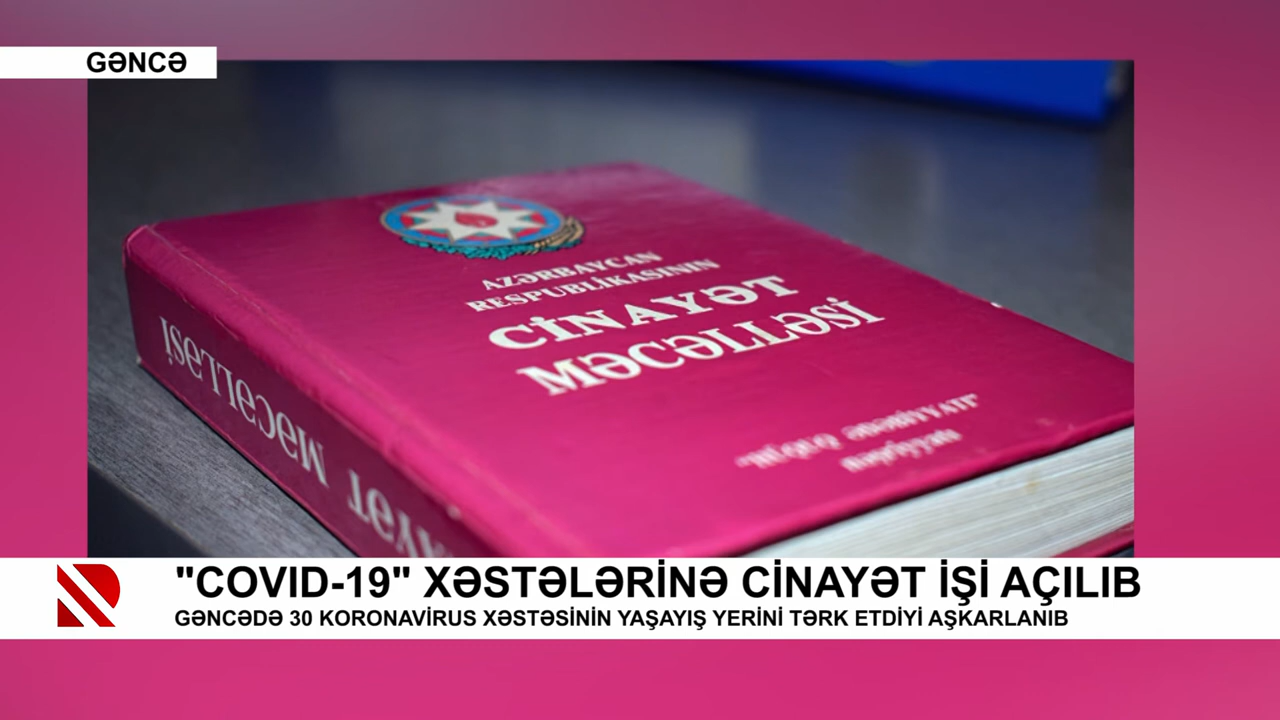 GƏNCƏ
AZƏRBAYCAN
RESPUBLİKASININ
CİNAYƏT
MƏCƏLLƏSİ
MƏCƏLLƏSİ
"COVID-19" XƏSTƏLƏRİNƏ CİNAYƏT İŞİ AÇILIB
GƏNCƏDƏ 30 KORONAVİRUS XƏSTƏSİNİN YAŞAYIŞ YERİNİ TƏRK ETDİYİ AŞKARLANIB